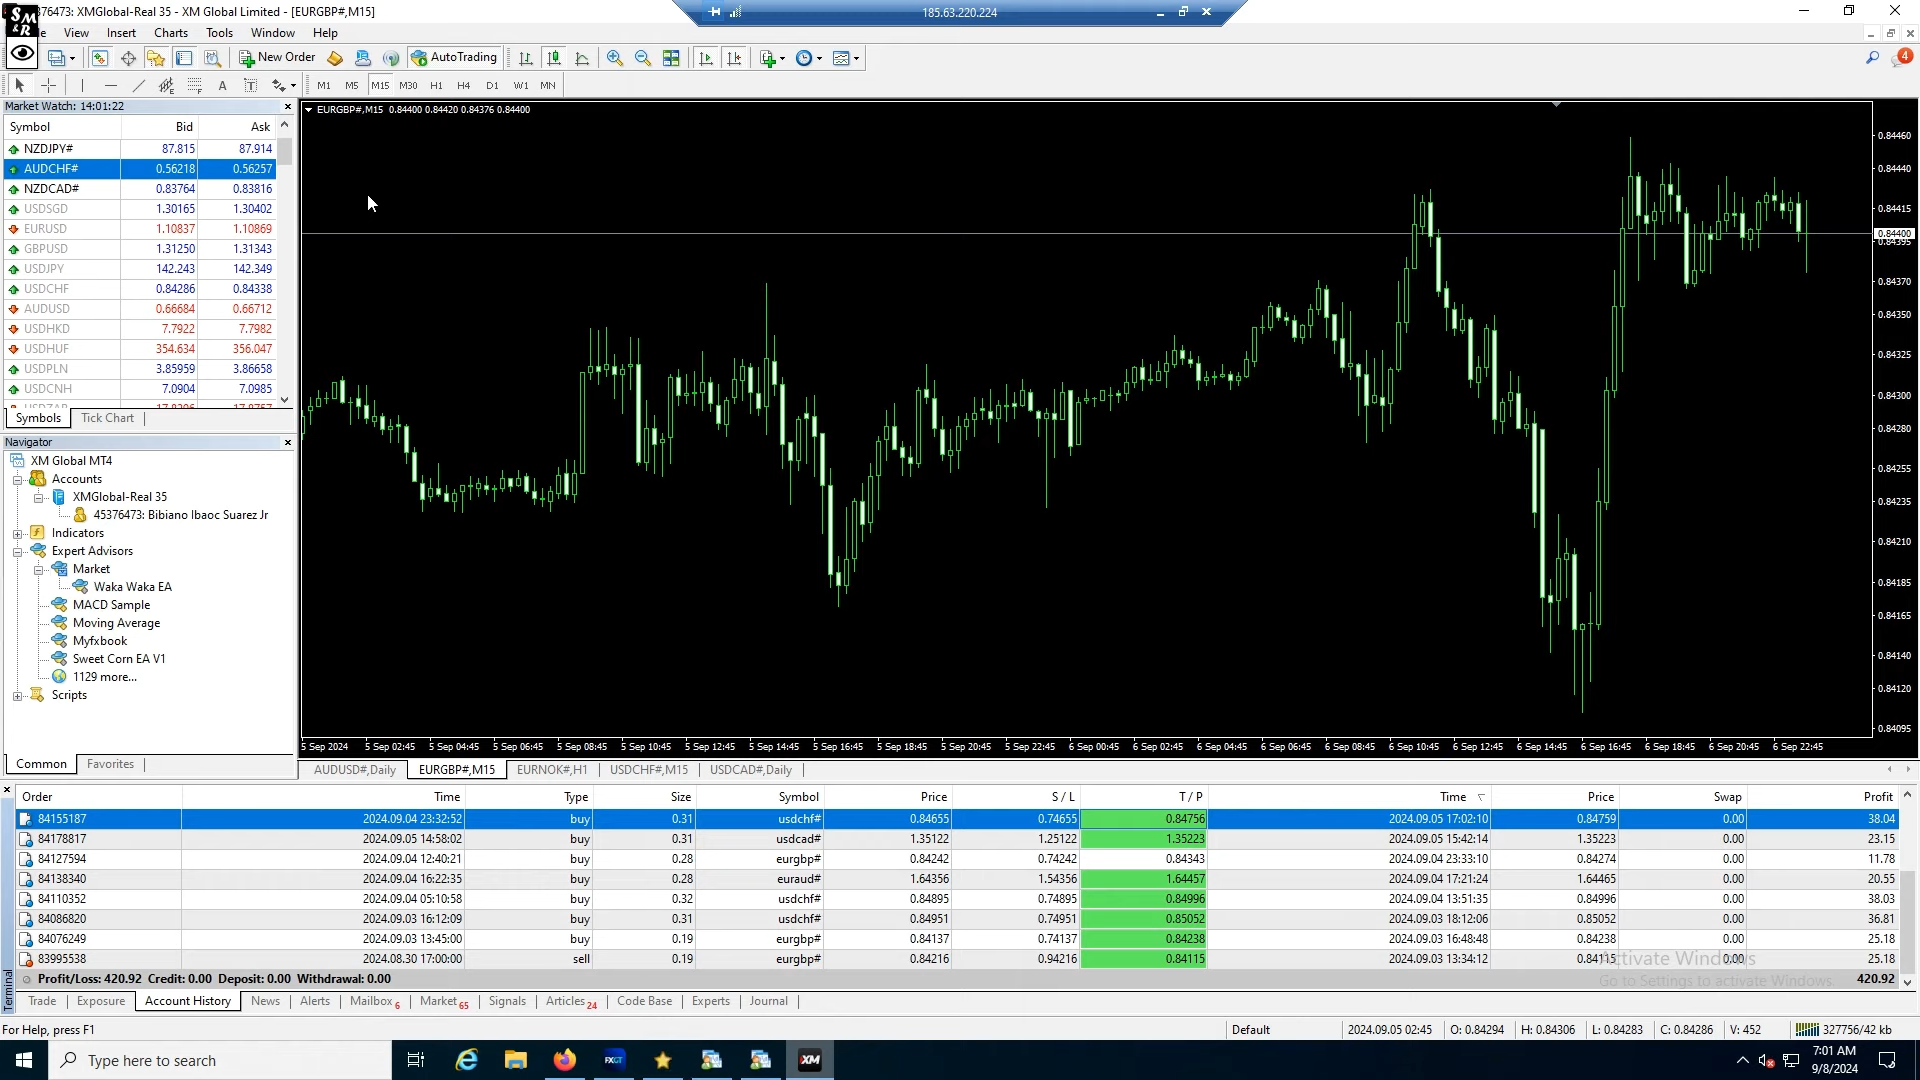 376473: XMGlobal-Real 35 - XM Global Limited - [EURGBP#,M15]
185.63.220.224
SM
&R
View Insert Charts Tools Window Help
New Order AutoTrading
4
M1 M5 M15 M30 H1 H4 D1 W1 MN
Market Watch: 14:01:22
Symbol Bid Ask
NZDJPY# 87.815 87.914
AUDCHF# 0.56218 0.56257
NZDCAD# 0.83764 0.83816
USDSGD 1.30165 1.30402
EURUSD 1.10837 1.10869
GBPUSD 1.31250 1.31343
USDJPY 142.243 142.349
USDCHF 0.84286 0.84338
AUDUSD 0.66684 0.66712
USDHKD 7.7922 7.7982
USDHUF 354.634 356.047
USDPLN 3.85959 3.86658
USDCNH 7.0904 7.0985
Symbols Tick Chart
Navigator
XM Global MT4
Accounts
XMGlobal-Real 35
45376473: Bibiano Ibaoc Suarez Jr
Indicators
Expert Advisors
Market
Waka Waka EA
MACD Sample
Moving Average
Myfxbook
Sweet Corn EA V1
1129 more...
Scripts
Common Favorites
EURGBP#,M15 0.84400 0.84420 0.84376 0.84400
0.84460
0.84440
0.84415
0.84400
0.84395
0.84370
0.84350
0.84325
0.84300
0.84280
0.84255
0.84235
0.84210
0.84185
0.84165
0.84140
0.84120
0.84095
5 Sep 2024 5 Sep 02:45 5 Sep 04:45 5 Sep 06:45 5 Sep 08:45 5 Sep 10:45 5 Sep 12:45 5 Sep 14:45 5 Sep 16:45 5 Sep 18:45 5 Sep 20:45 5 Sep 22:45 6 Sep 00:45 6 Sep 02:45 6 Sep 04:45 6 Sep 06:45 6 Sep 08:45 6 Sep 10:45 6 Sep 12:45 6 Sep 14:45 6 Sep 16:45 6 Sep 18:45 6 Sep 20:45 6 Sep 22:45
AUDUSD#,Daily EURGBP#,M15 EURNOK#,H1 USDCHF#,M15 USDCAD#,Daily
Order Time Type Size Symbol Price S / L T / P Time Price Swap Profit
84155187 2024.09.04 23:32:52 buy 0.31 usdchf# 0.84655 0.74655 0.84756 2024.09.05 17:02:10 0.84759 0.00 38.04
84178817 2024.09.05 14:58:02 buy 0.31 usdcad# 1.35122 1.25122 1.35223 2024.09.05 15:42:14 1.35223 0.00 23.15
84127594 2024.09.04 12:40:21 buy 0.28 eurgbp# 0.84242 0.74242 0.84343 2024.09.04 23:33:10 0.84274 0.00 11.78
84138340 2024.09.04 16:22:35 buy 0.28 euraud# 1.64356 1.54356 1.64457 2024.09.04 17:21:24 1.64465 0.00 20.55
84110352 2024.09.04 05:10:58 buy 0.32 usdchf# 0.84895 0.74895 0.84996 2024.09.04 13:51:35 0.84996 0.00 38.03
84086820 2024.09.03 16:12:09 buy 0.31 usdchf# 0.84951 0.74951 0.85052 2024.09.03 18:12:06 0.85052 0.00 36.81
84076249 2024.09.03 13:45:00 buy 0.19 eurgbp# 0.84137 0.74137 0.84238 2024.09.03 16:48:48 0.84238 0.00 25.18
83995538 2024.08.30 17:00:00 sell 0.19 eurgbp# 0.84216 0.94216 0.84115 2024.09.03 13:34:12 0.84115 0.00 25.18
Activate Windows
Profit/Loss: 420.92 Credit: 0.00 Deposit: 0.00 Withdrawal: 0.00 420.92
Go to Settings to activate Windows.
Terminal
Trade Exposure Account History News Alerts Mailbox 6 Market 65 Signals Articles 24 Code Base Experts Journal
For Help, press F1 Default 2024.09.05 02:45 O: 0.84294 H: 0.84306 L: 0.84283 C: 0.84286 V: 452 327756/42 kb
Type here to search
FXGT
XM
7:01 AM
9/8/2024